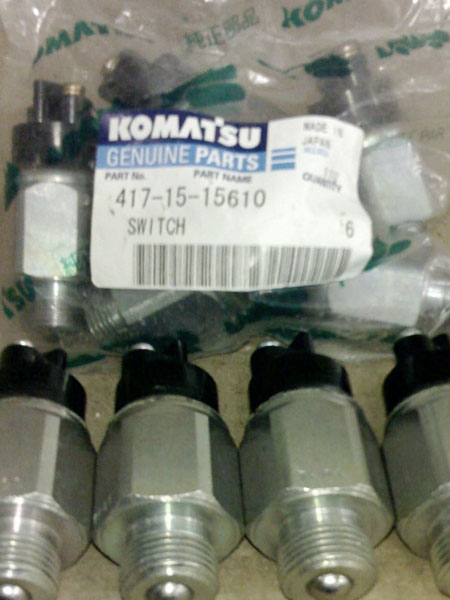 KOMATSU
KOMATSU
GENUINE PARTS
MADE IN
JAPAN
PART No. PART NAME
QUANTITY
417-15-15610
SWITCH 6